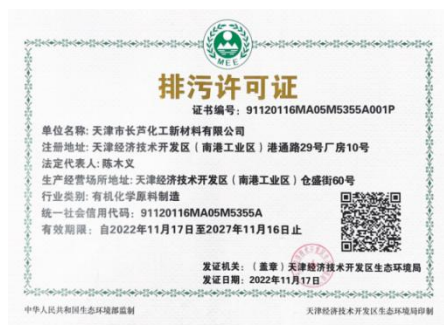 MEE
排污许可证
证书编号：91120116MA05M5355A001P
单位名称: 天津市长芦化工新材料有限公司
注册地址: 天津经济技术开发区（南港工业区）港通路29号厂房10号
法定代表人: 陈木义
生产经营场所地址: 天津经济技术开发区（南港工业区）仓盛街60号
行业类别: 有机化学原料制造
统一社会信用代码：91120116MA05M5355A
有效期限：自2022年11月17日至2027年11月16日止
发证机关：（盖章）天津经济技术开发区生态环境局
发证日期：2022年11月17日
中华人民共和国生态环境部监制
天津经济技术开发区生态环境局印制